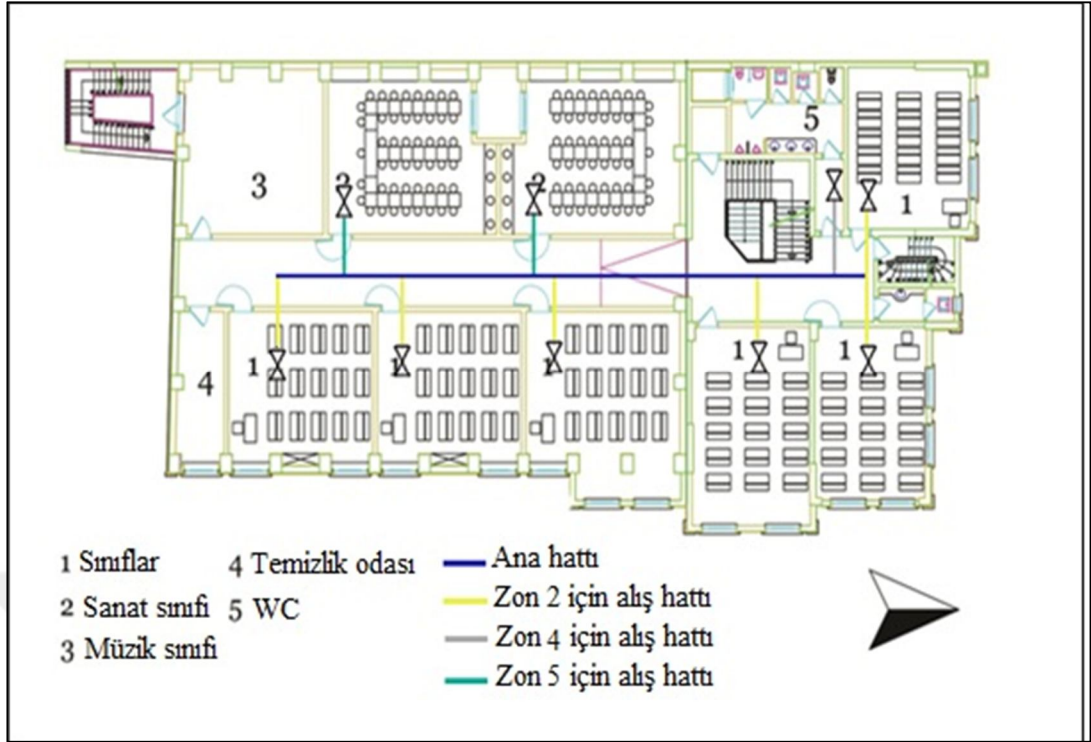 3
2
2
5
1
4
1
1
1
1
1
1 Sınıflar
2 Sanat sınıfı
3 Müzik sınıfı
4 Temizlik odası
5 WC
Ana hattı
Zon 2 için alış hattı
Zon 4 için alış hattı
Zon 5 için alış hattı